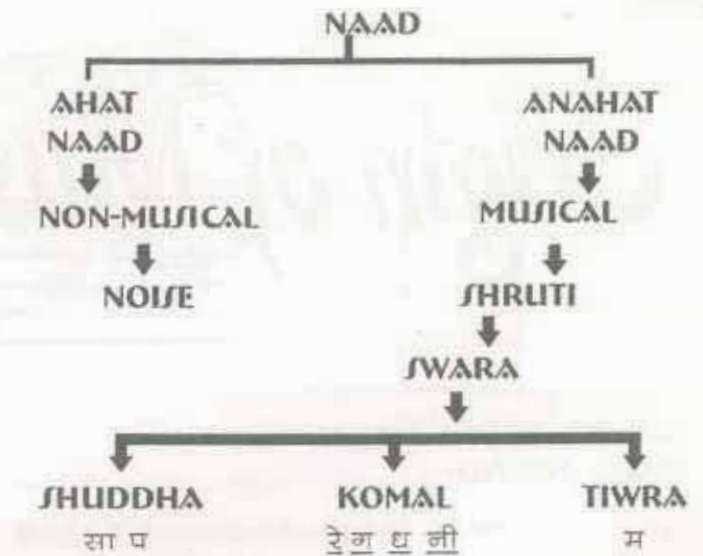 NAAD
AHAT
NAAD
ANAHAT
NAAD
NON-MUSICAL
MUSICAL
NOISE
SHRUTI
SWARA
SHUDDHA
KOMAL
TIWRA
सा प
रे ग ध नी
म